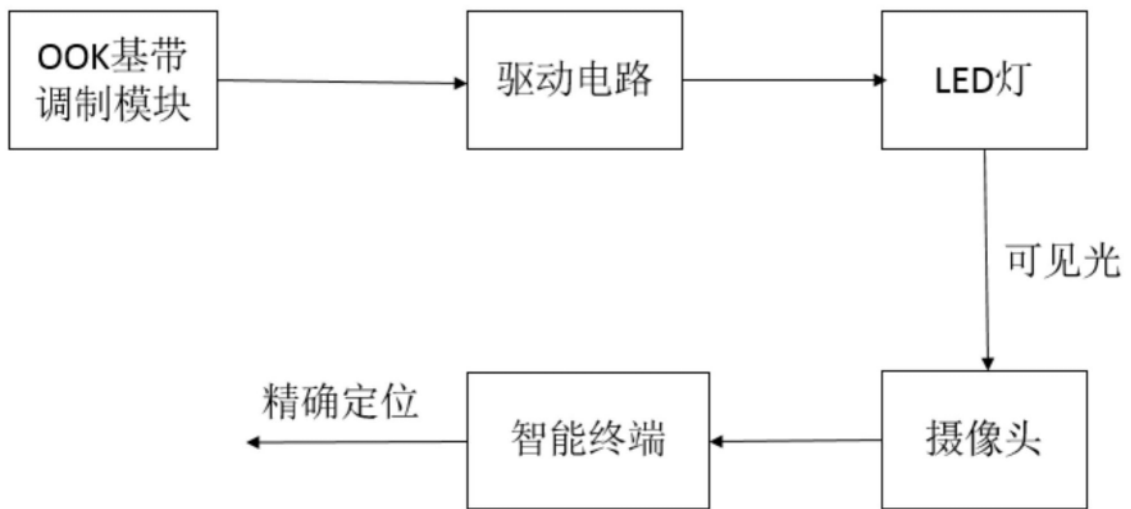 OOK基带
调制模块
驱动电路
LED灯
可见光
精确定位
智能终端
摄像头